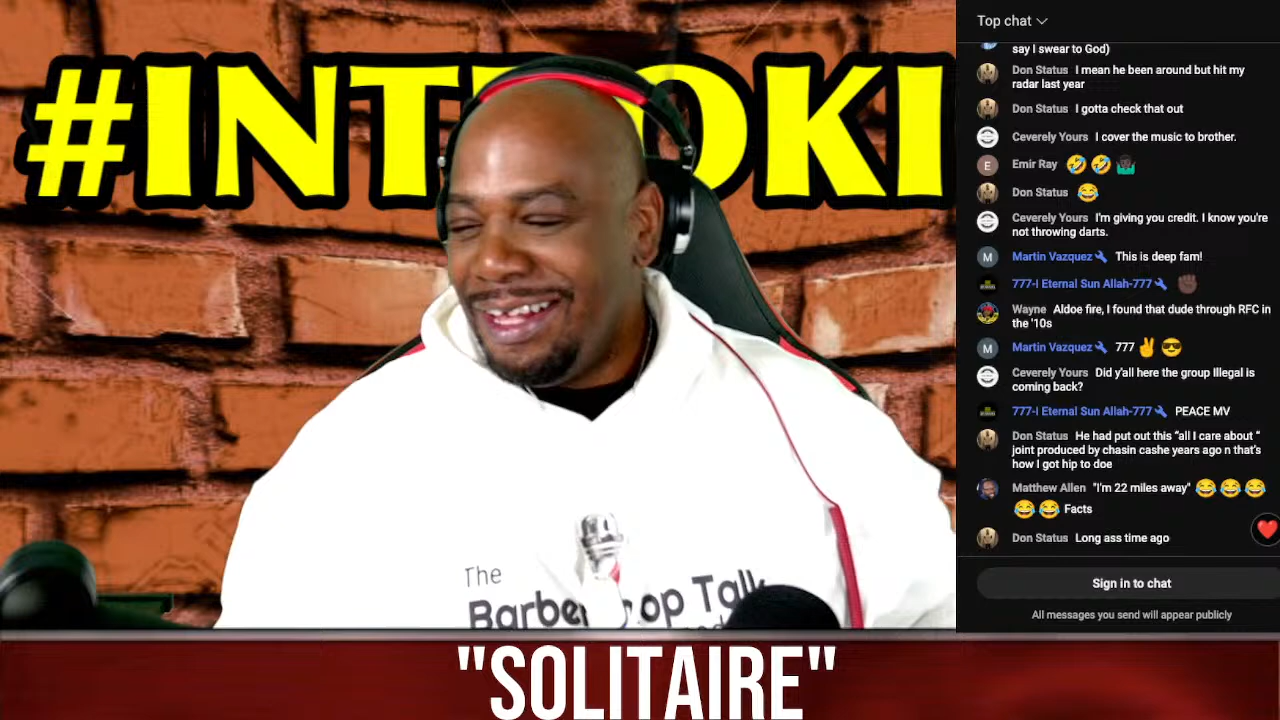 #INT OKI
The
Barbe op Talk
"SOLITAIRE"
Top chat
say I swear to God)
Don Status I mean he been around but hit my
radar last year
Don Status I gotta check that out
Ceverely Yours I cover the music to brother.
E Emir Ray 🤣🤣🤷🏿‍♂️
Don Status 😂
Ceverely Yours I'm giving you credit. I know you're
not throwing darts.
M Martin Vazquez This is deep fam!
777-i Eternal Sun Allah-777 ✊🏿
Wayne Aldoe fire, I found that dude through RFC in
the '10s
M Martin Vazquez 777 ✌️😎
Ceverely Yours Did y'all here the group Illegal is
coming back?
777-i Eternal Sun Allah-777 PEACE MV
Don Status He had put out this “all I care about “
joint produced by chasin cashe years ago n that's
how I got hip to doe
Matthew Allen "I'm 22 miles away" 😂😂😂
😂😂 Facts
Don Status Long ass time ago
Sign in to chat
All messages you send will appear publicly